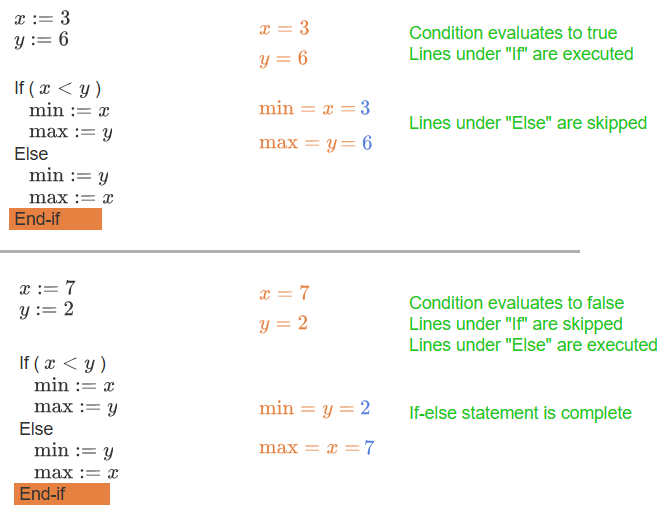 x := 3
y := 6
x = 3
y = 6
Condition evaluates to true
Lines under "If" are executed
If ( x < y )
min := x
max := y
Else
min := y
max := x
End-if
min = x = 3
max = y = 6
Lines under "Else" are skipped
x := 7
y := 2
x = 7
y = 2
Condition evaluates to false
Lines under "If" are skipped
Lines under "Else" are executed
If ( x < y )
min := x
max := y
Else
min := y
max := x
End-if
min = y = 2
max = x = 7
If-else statement is complete